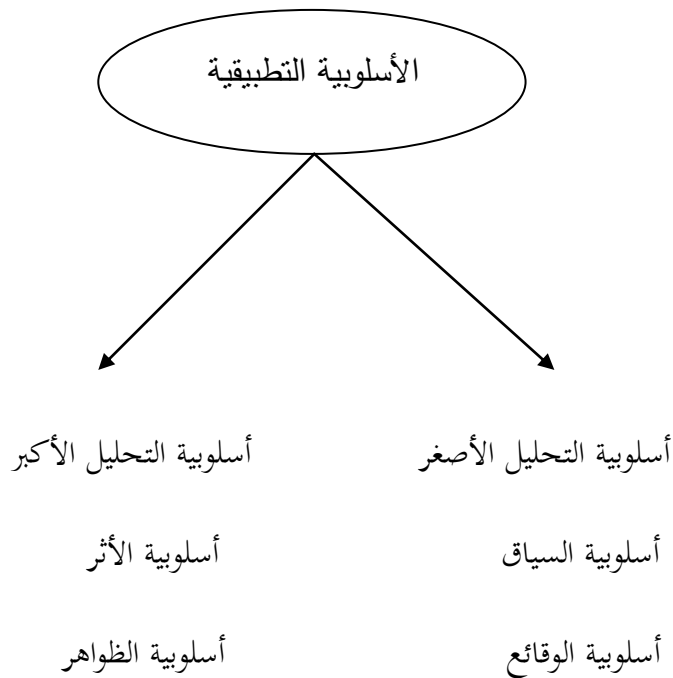 الأسلوبية التطبيقية
أسلوبية التحليل الأصغر
أسلوبية التحليل الأكبر
أسلوبية السياق
أسلوبية الأثر
أسلوبية الوقائع
أسلوبية الظواهر